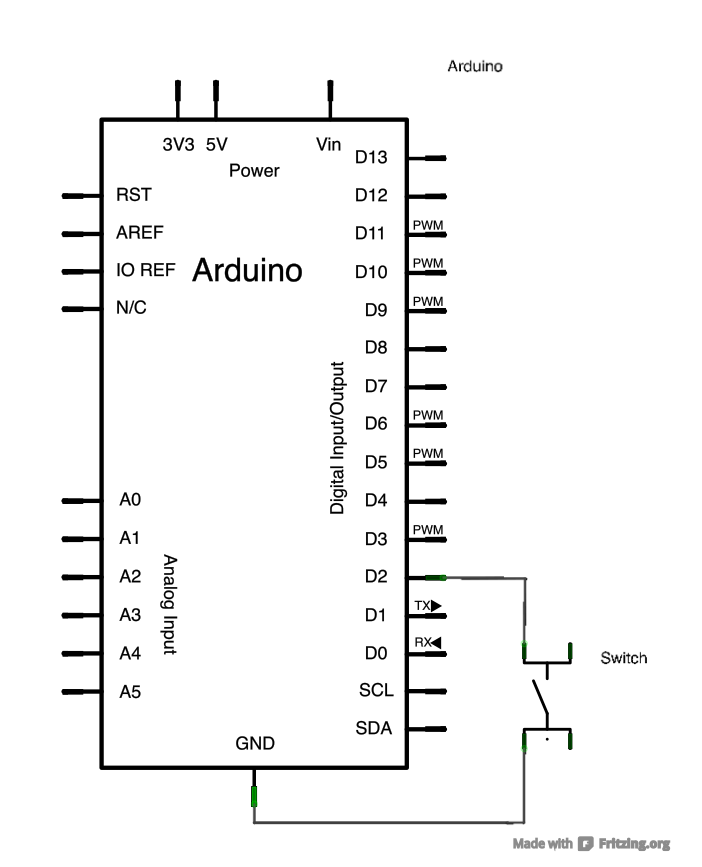 Arduino
3V3 5V Vin
Power
D13
RST
D12
AREF
D11 PWM
IO REF
Arduino
D10 PWM
N/C
D9 PWM
D8
D7
Digital Input/Output
D6 PWM
D5 PWM
A0
D4
A1
D3 PWM
A2
D2
Analog Input
A3
D1 TX
A4
D0 RX
Switch
A5
SCL
SDA
GND
Made with Fritzing.org